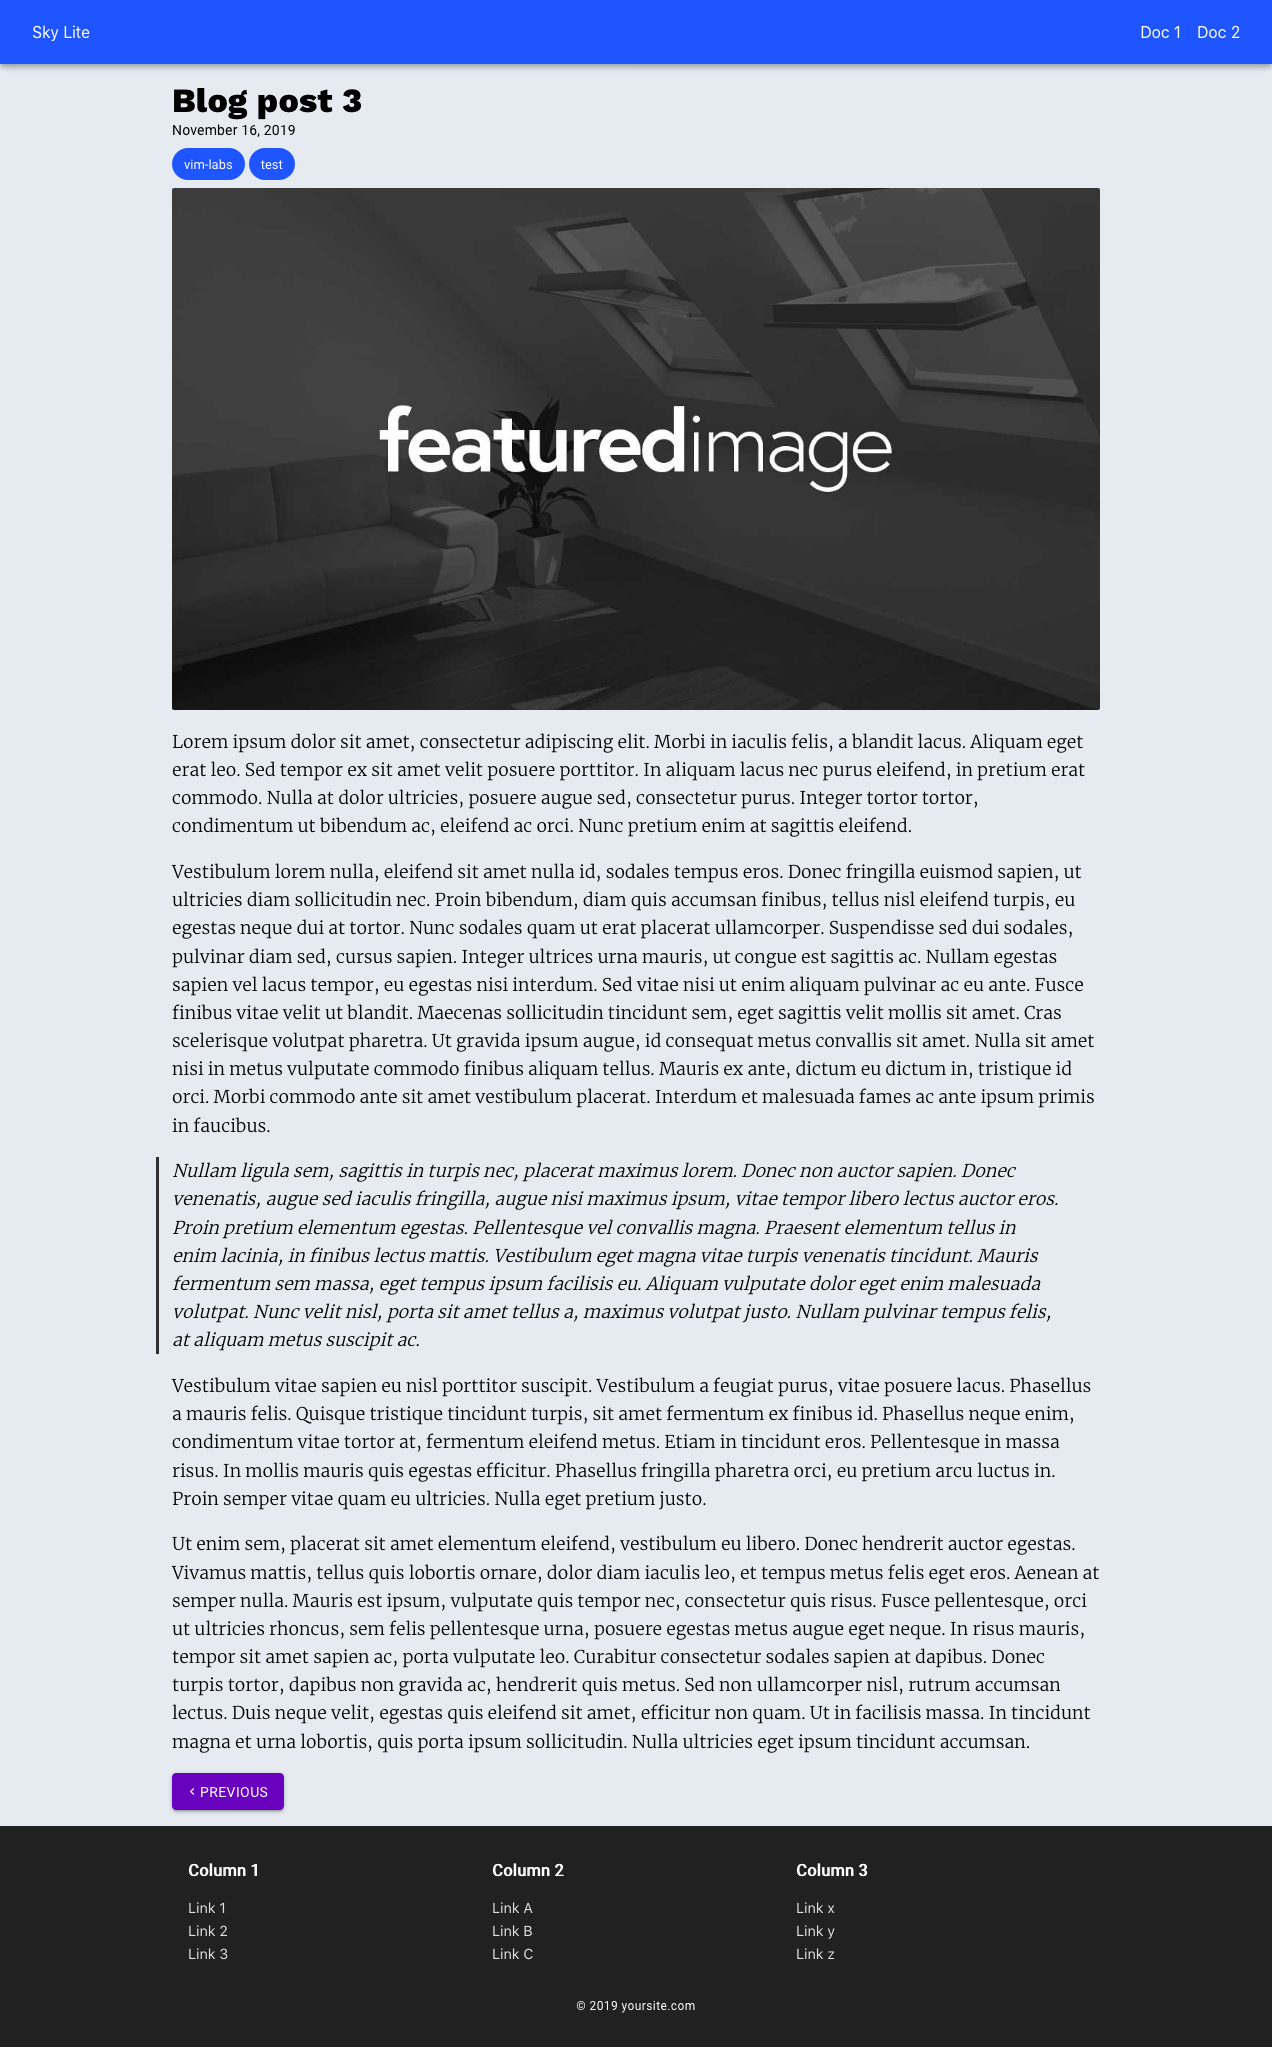 Sky Lite
Doc 1 Doc 2
Blog post 3
November 16, 2019
vim-labs test
featuredimage
Lorem ipsum dolor sit amet, consectetur adipiscing elit. Morbi in iaculis felis, a blandit lacus. Aliquam eget
erat leo. Sed tempor ex sit amet velit posuere porttitor. In aliquam lacus nec purus eleifend, in pretium erat
commodo. Nulla at dolor ultricies, posuere augue sed, consectetur purus. Integer tortor tortor,
condimentum ut bibendum ac, eleifend ac orci. Nunc pretium enim at sagittis eleifend.
Vestibulum lorem nulla, eleifend sit amet nulla id, sodales tempus eros. Donec fringilla euismod sapien, ut
ultricies diam sollicitudin nec. Proin bibendum, diam quis accumsan finibus, tellus nisl eleifend turpis, eu
egestas neque dui at tortor. Nunc sodales quam ut erat placerat ullamcorper. Suspendisse sed dui sodales,
pulvinar diam sed, cursus sapien. Integer ultrices urna mauris, ut congue est sagittis ac. Nullam egestas
sapien vel lacus tempor, eu egestas nisi interdum. Sed vitae nisi ut enim aliquam pulvinar ac eu ante. Fusce
finibus vitae velit ut blandit. Maecenas sollicitudin tincidunt sem, eget sagittis velit mollis sit amet. Cras
scelerisque volutpat pharetra. Ut gravida ipsum augue, id consequat metus convallis sit amet. Nulla sit amet
nisi in metus vulputate commodo finibus aliquam tellus. Mauris ex ante, dictum eu dictum in, tristique id
orci. Morbi commodo ante sit amet vestibulum placerat. Interdum et malesuada fames ac ante ipsum primis
in faucibus.
Nullam ligula sem, sagittis in turpis nec, placerat maximus lorem. Donec non auctor sapien. Donec
venenatis, augue sed iaculis fringilla, augue nisi maximus ipsum, vitae tempor libero lectus auctor eros.
Proin pretium elementum egestas. Pellentesque vel convallis magna. Praesent elementum tellus in
enim lacinia, in finibus lectus mattis. Vestibulum eget magna vitae turpis venenatis tincidunt. Mauris
fermentum sem massa, eget tempus ipsum facilisis eu. Aliquam vulputate dolor eget enim malesuada
volutpat. Nunc velit nisl, porta sit amet tellus a, maximus volutpat justo. Nullam pulvinar tempus felis,
at aliquam metus suscipit ac.
Vestibulum vitae sapien eu nisl porttitor suscipit. Vestibulum a feugiat purus, vitae posuere lacus. Phasellus
a mauris felis. Quisque tristique tincidunt turpis, sit amet fermentum ex finibus id. Phasellus neque enim,
condimentum vitae tortor at, fermentum eleifend metus. Etiam in tincidunt eros. Pellentesque in massa
risus. In mollis mauris quis egestas efficitur. Phasellus fringilla pharetra orci, eu pretium arcu luctus in.
Proin semper vitae quam eu ultricies. Nulla eget pretium justo.
Ut enim sem, placerat sit amet elementum eleifend, vestibulum eu libero. Donec hendrerit auctor egestas.
Vivamus mattis, tellus quis lobortis ornare, dolor diam iaculis leo, et tempus metus felis eget eros. Aenean at
semper nulla. Mauris est ipsum, vulputate quis tempor nec, consectetur quis risus. Fusce pellentesque, orci
ut ultricies rhoncus, sem felis pellentesque urna, posuere egestas metus augue eget neque. In risus mauris,
tempor sit amet sapien ac, porta vulputate leo. Curabitur consectetur sodales sapien at dapibus. Donec
turpis tortor, dapibus non gravida ac, hendrerit quis metus. Sed non ullamcorper nisl, rutrum accumsan
lectus. Duis neque velit, egestas quis eleifend sit amet, efficitur non quam. Ut in facilisis massa. In tincidunt
magna et urna lobortis, quis porta ipsum sollicitudin. Nulla ultricies eget ipsum tincidunt accumsan.
‹ PREVIOUS
Column 1
Link 1
Link 2
Link 3
Column 2
Link A
Link B
Link C
Column 3
Link x
Link y
Link z
© 2019 yoursite.com